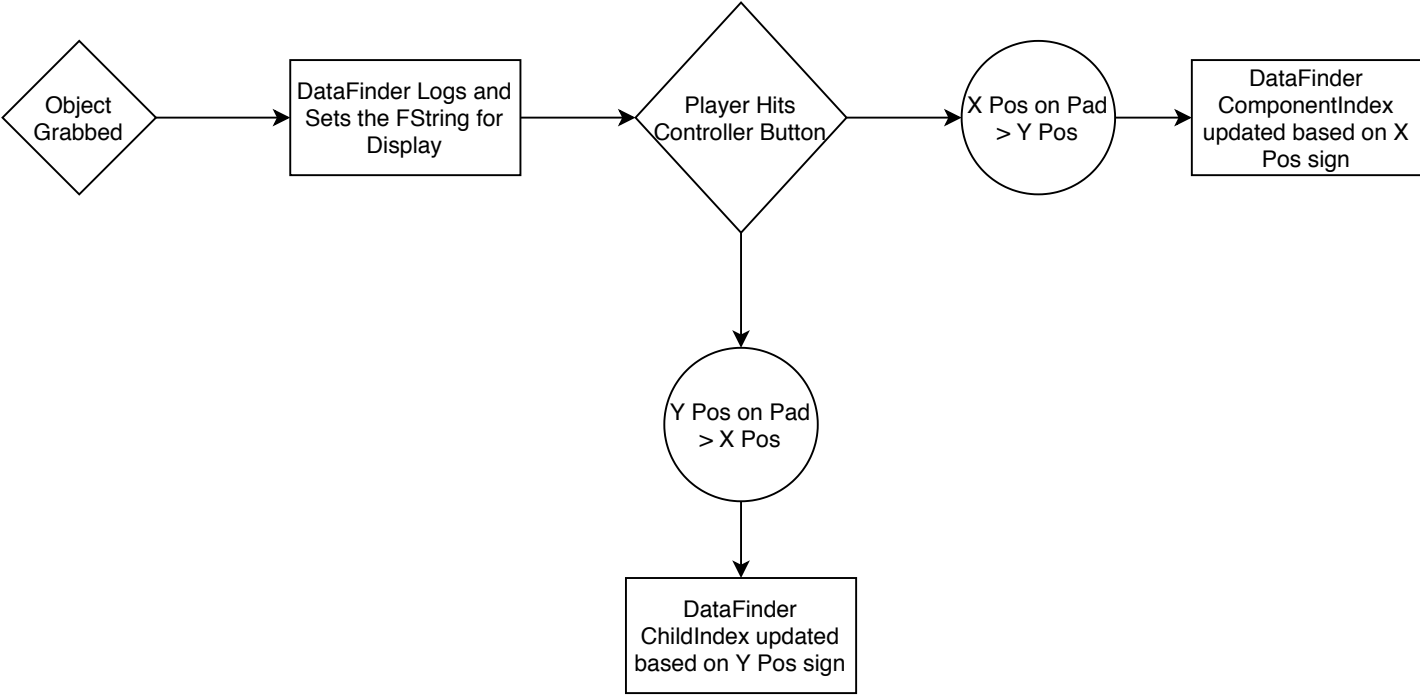 Object
Grabbed
DataFinder Logs and
Sets the FString for
Display
Player Hits
Controller Button
X Pos on Pad
> Y Pos
DataFinder
ComponentIndex
updated based on X
Pos sign
Y Pos on Pad
> X Pos
DataFinder
ChildIndex updated
based on Y Pos sign